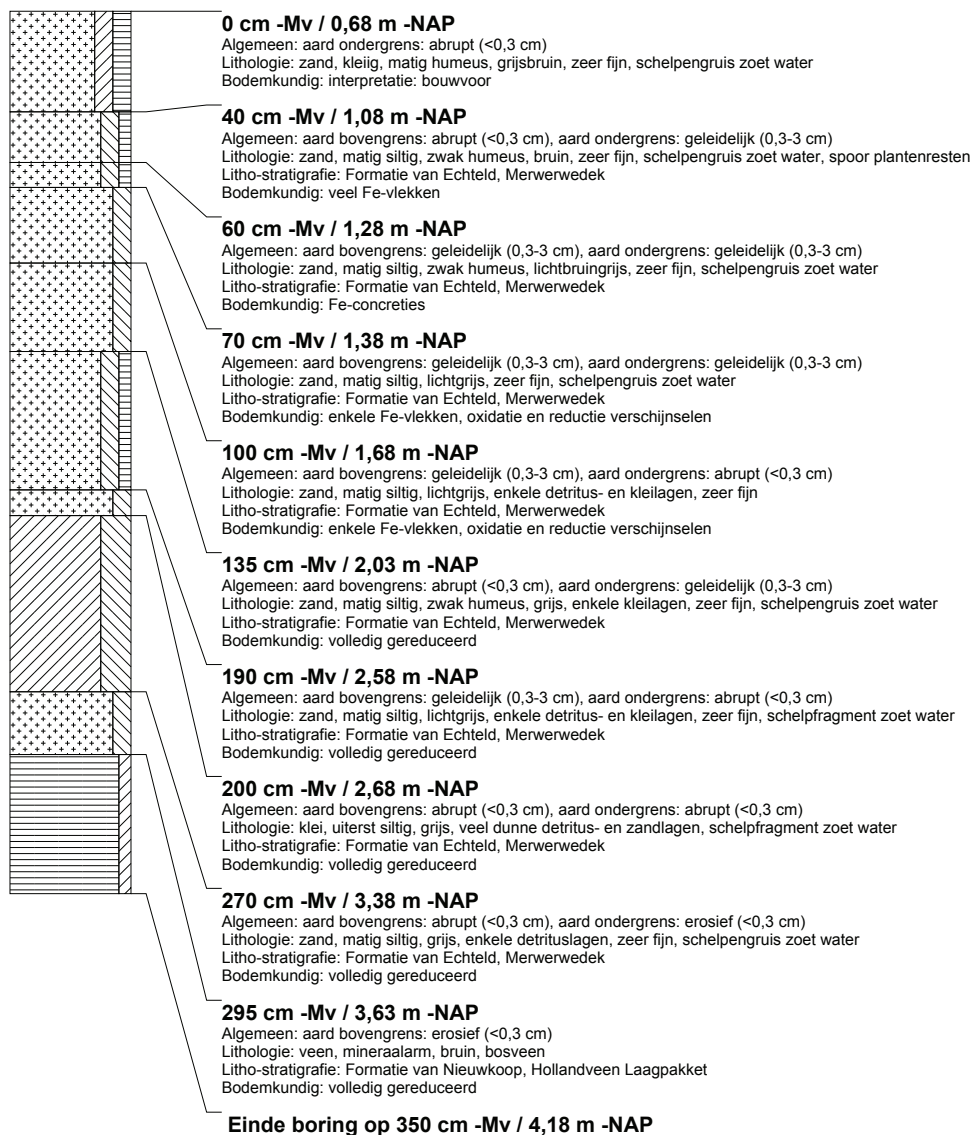 0 cm -Mv / 0,68 m -NAP
Algemeen: aard ondergrens: abrupt (<0,3 cm)
Lithologie: zand, kleiig, matig humeus, grijsbruin, zeer fijn, schelpengruis zoet water
Bodemkundig: interpretatie: bouwvoor
40 cm -Mv / 1,08 m -NAP
Algemeen: aard bovengrens: abrupt (<0,3 cm), aard ondergrens: geleidelijk (0,3-3 cm)
Lithologie: zand, matig siltig, zwak humeus, bruin, zeer fijn, schelpengruis zoet water, spoor plantenresten
Litho-stratigrafie: Formatie van Echteld, Merwerwedek
Bodemkundig: veel Fe-vlekken
60 cm -Mv / 1,28 m -NAP
Algemeen: aard bovengrens: geleidelijk (0,3-3 cm), aard ondergrens: geleidelijk (0,3-3 cm)
Lithologie: zand, matig siltig, zwak humeus, lichtbruingrijs, zeer fijn, schelpengruis zoet water
Litho-stratigrafie: Formatie van Echteld, Merwerwedek
Bodemkundig: Fe-concreties
70 cm -Mv / 1,38 m -NAP
Algemeen: aard bovengrens: geleidelijk (0,3-3 cm), aard ondergrens: geleidelijk (0,3-3 cm)
Lithologie: zand, matig siltig, lichtgrijs, zeer fijn, schelpengruis zoet water
Litho-stratigrafie: Formatie van Echteld, Merwerwedek
Bodemkundig: enkele Fe-vlekken, oxidatie en reductie verschijnselen
100 cm -Mv / 1,68 m -NAP
Algemeen: aard bovengrens: geleidelijk (0,3-3 cm), aard ondergrens: abrupt (<0,3 cm)
Lithologie: zand, matig siltig, lichtgrijs, enkele detritus- en kleilagen, zeer fijn
Litho-stratigrafie: Formatie van Echteld, Merwerwedek
Bodemkundig: enkele Fe-vlekken, oxidatie en reductie verschijnselen
135 cm -Mv / 2,03 m -NAP
Algemeen: aard bovengrens: abrupt (<0,3 cm), aard ondergrens: geleidelijk (0,3-3 cm)
Lithologie: zand, matig siltig, zwak humeus, grijs, enkele kleilagen, zeer fijn, schelpengruis zoet water
Litho-stratigrafie: Formatie van Echteld, Merwerwedek
Bodemkundig: volledig gereduceerd
190 cm -Mv / 2,58 m -NAP
Algemeen: aard bovengrens: geleidelijk (0,3-3 cm), aard ondergrens: abrupt (<0,3 cm)
Lithologie: zand, matig siltig, lichtgrijs, enkele detritus- en kleilagen, zeer fijn, schelpfragment zoet water
Litho-stratigrafie: Formatie van Echteld, Merwerwedek
Bodemkundig: volledig gereduceerd
200 cm -Mv / 2,68 m -NAP
Algemeen: aard bovengrens: abrupt (<0,3 cm), aard ondergrens: abrupt (<0,3 cm)
Lithologie: klei, uiterst siltig, grijs, veel dunne detritus- en zandlagen, schelpfragment zoet water
Litho-stratigrafie: Formatie van Echteld, Merwerwedek
Bodemkundig: volledig gereduceerd
270 cm -Mv / 3,38 m -NAP
Algemeen: aard bovengrens: abrupt (<0,3 cm), aard ondergrens: erosief (<0,3 cm)
Lithologie: zand, matig siltig, grijs, enkele detrituslagen, zeer fijn, schelpengruis zoet water
Litho-stratigrafie: Formatie van Echteld, Merwerwedek
Bodemkundig: volledig gereduceerd
295 cm -Mv / 3,63 m -NAP
Algemeen: aard bovengrens: erosief (<0,3 cm)
Lithologie: veen, mineraalarm, bruin, bosveen
Litho-stratigrafie: Formatie van Nieuwkoop, Hollandveen Laagpakket
Bodemkundig: volledig gereduceerd
Einde boring op 350 cm -Mv / 4,18 m -NAP